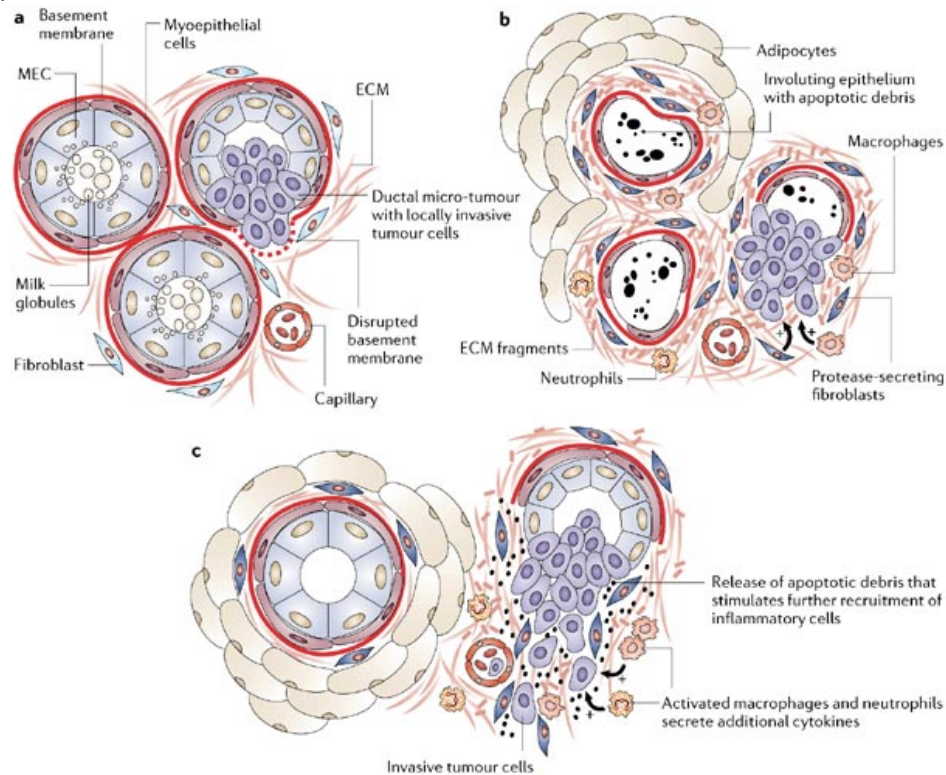 a
Basement
membrane
Myoepithelial
cells
MEC
ECM
Ductal micro-tumour
with locally invasive
tumour cells
Milk
globules
Disrupted
basement
membrane
Fibroblast
Capillary
b
Adipocytes
Involuting epithelium
with apoptotic debris
Macrophages
ECM fragments
Neutrophils
Protease-secreting
fibroblasts
+
+
c
Release of apoptotic debris that
stimulates further recruitment of
inflammatory cells
Activated macrophages and neutrophils
secrete additional cytokines
+
+
Invasive tumour cells